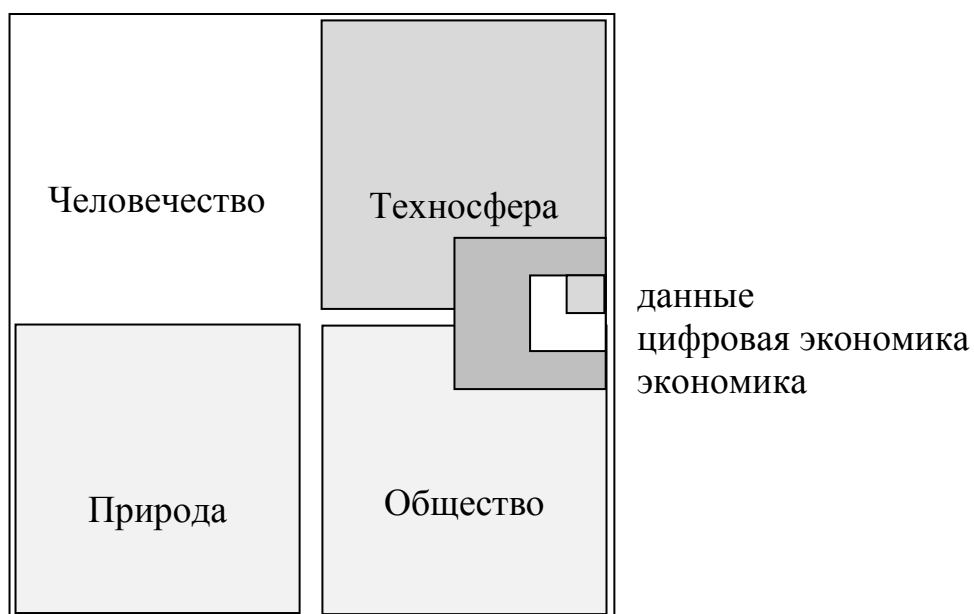 Человечество
Техносфера
данные
цифровая экономика
экономика
Природа
Общество